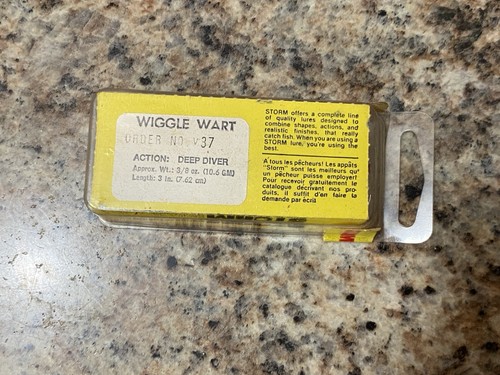 WIGGLE WART
ORDER NO. V37
ACTION: DEEP DIVER
Approx. Wt.: 3/8 oz. (10.6 GM)
Length: 3 in. (7.62 cm)
STORM offers a complete line
of quality lures designed to
combine shapes, actions, and
realistic finishes, that really
catch fish. When you are using a
STORM lure, you're using the
best.
A tous les pêcheurs! Les appâts
"Storm" sont les meilleurs qu'
un pêcheur puisse employer!
Pour recevoir gratuitement le
catalogue décrivant nos pro-
duits, il suffit d'en faire la
demande par écrit